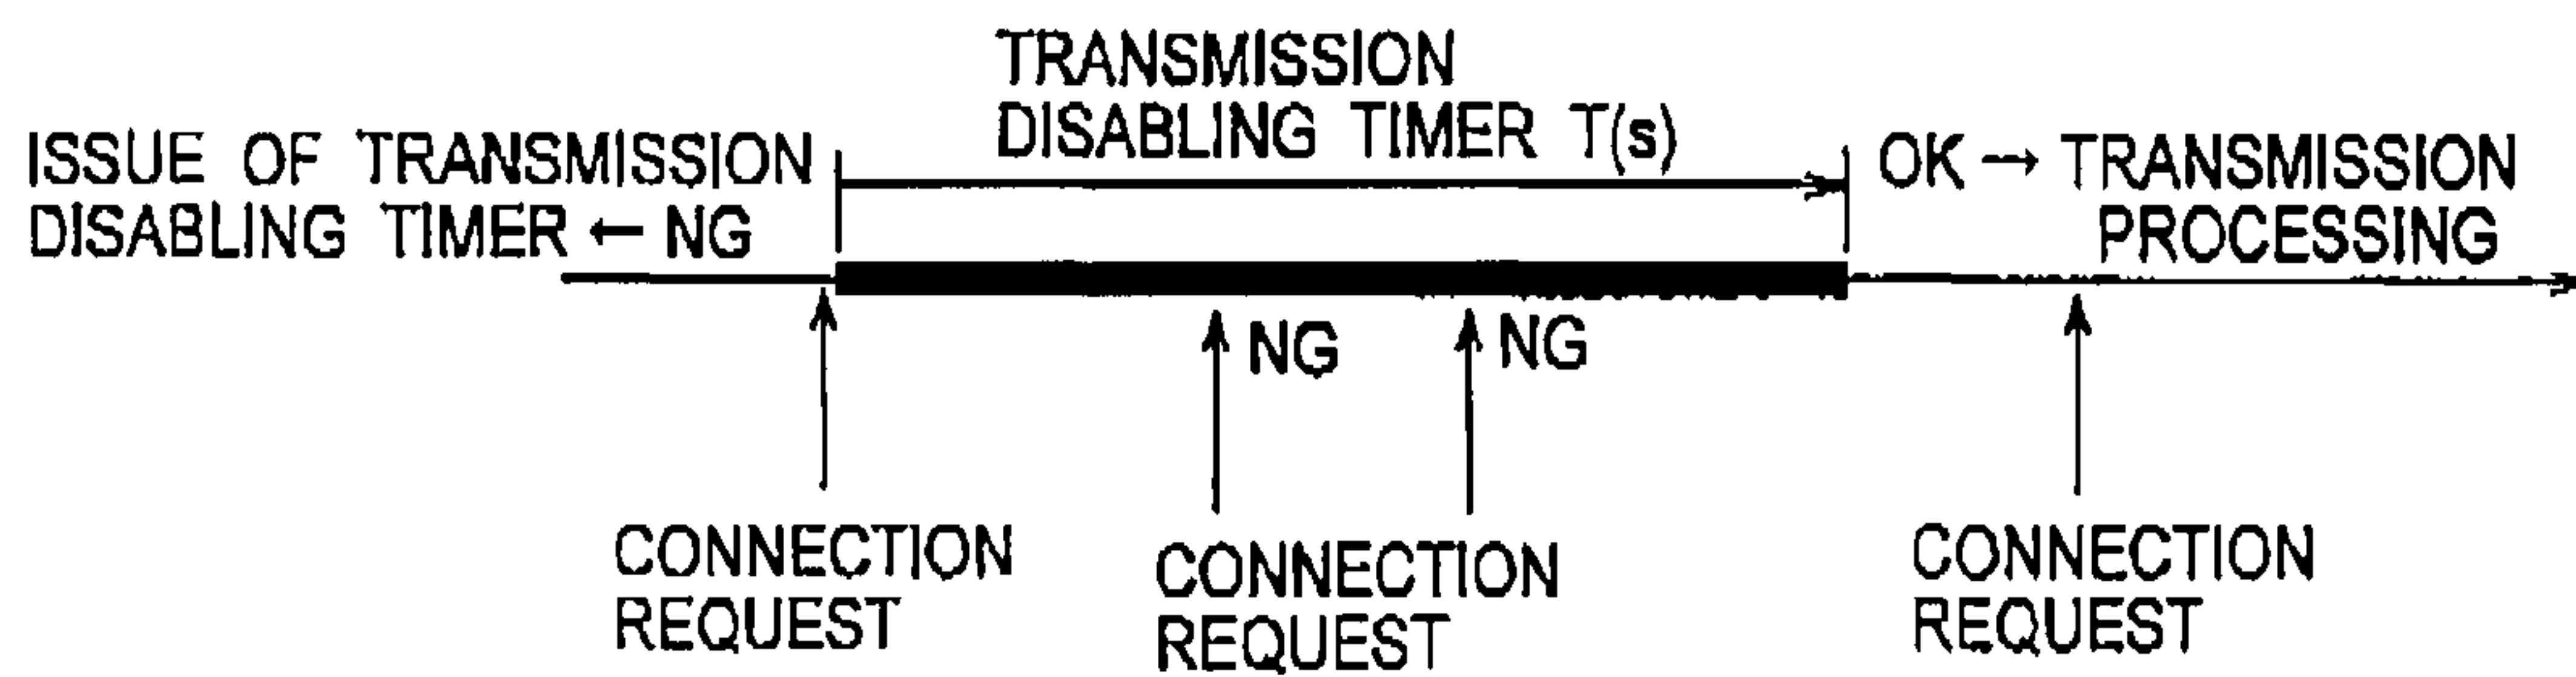 TRANSMISSION
DISABLING TIMER T(s)
ISSUE OF TRANSMISSION
DISABLING TIMER ← NG
OK → TRANSMISSION
PROCESSING
NG
NG
CONNECTION
REQUEST
CONNECTION
REQUEST
CONNECTION
REQUEST